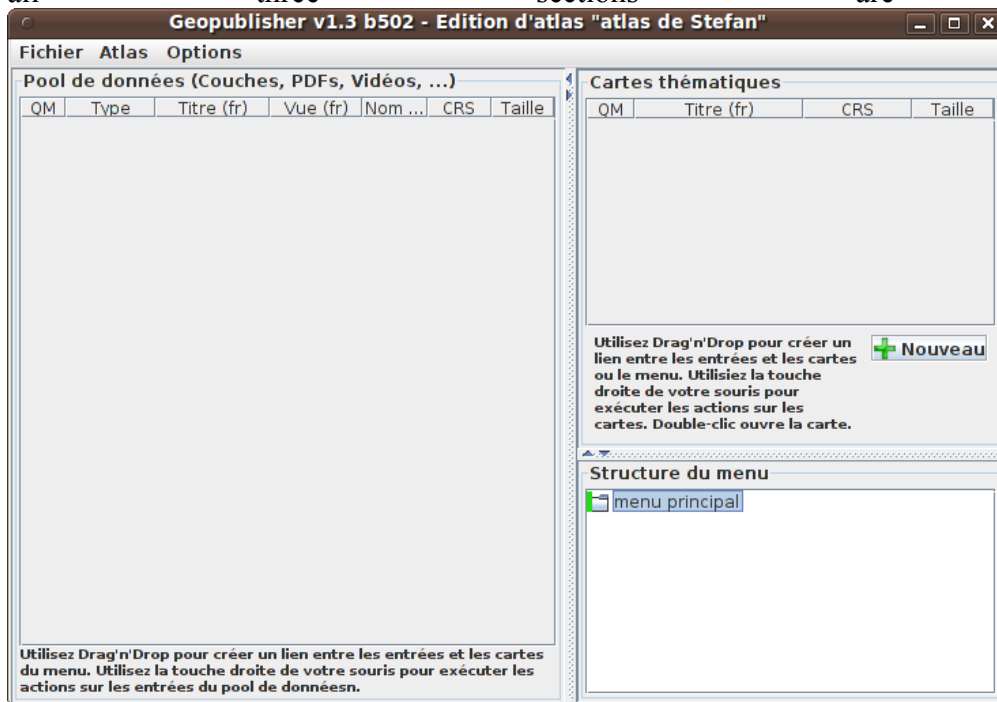 three sections are
Geopublisher v1.3 b502 - Edition d'atlas "atlas de Stefan"
Fichier Atlas Options
Pool de données (Couches, PDFs, Vidéos, ...)
QM Type Titre (fr) Vue (fr) Nom ... CRS Taille
Utilisez Drag'n'Drop pour créer un lien entre les entrées et les cartes
du menu. Utilisez la touche droite de votre souris pour exécuter les
actions sur les entrées du pool de donnéesn.
Cartes thématiques
QM Titre (fr) CRS Taille
Utilisez Drag'n'Drop pour créer un
lien entre les entrées et les cartes
ou le menu. Utilisiez la touche
droite de votre souris pour
exécuter les actions sur les
cartes. Double-clic ouvre la carte.
Nouveau
Structure du menu
menu principal